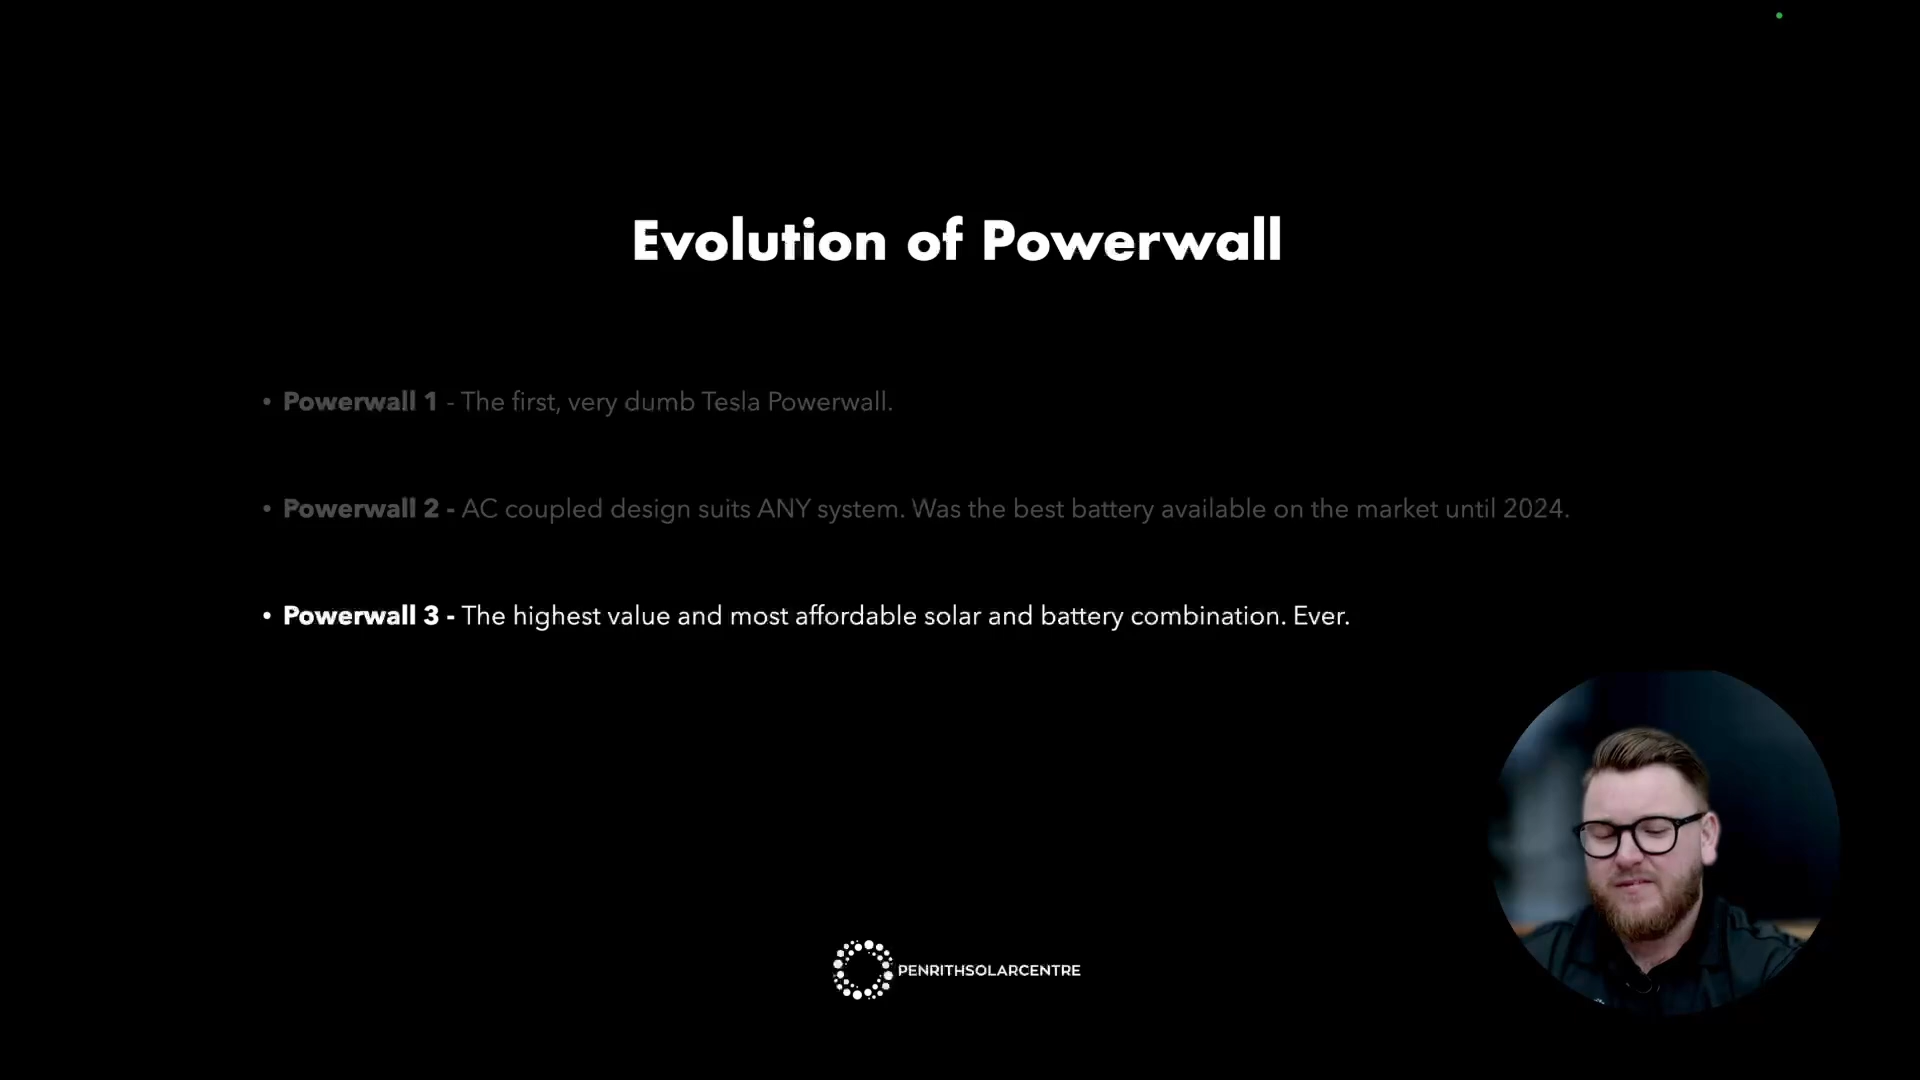 Evolution of Powerwall
• Powerwall 1 - The first, very dumb Tesla Powerwall.
• Powerwall 2 - AC coupled design suits ANY system. Was the best battery available on the market until 2024.
• Powerwall 3 - The highest value and most affordable solar and battery combination. Ever.
PENRITHSOLARCENTRE